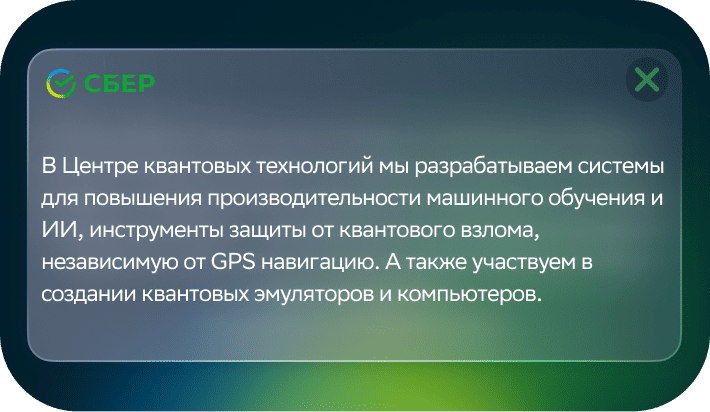 СБЕР
В Центре квантовых технологий мы разрабатываем системы
для повышения производительности машинного обучения и
ИИ, инструменты защиты от квантового взлома,
независимую от GPS навигацию. А также участвуем в
создании квантовых эмуляторов и компьютеров.